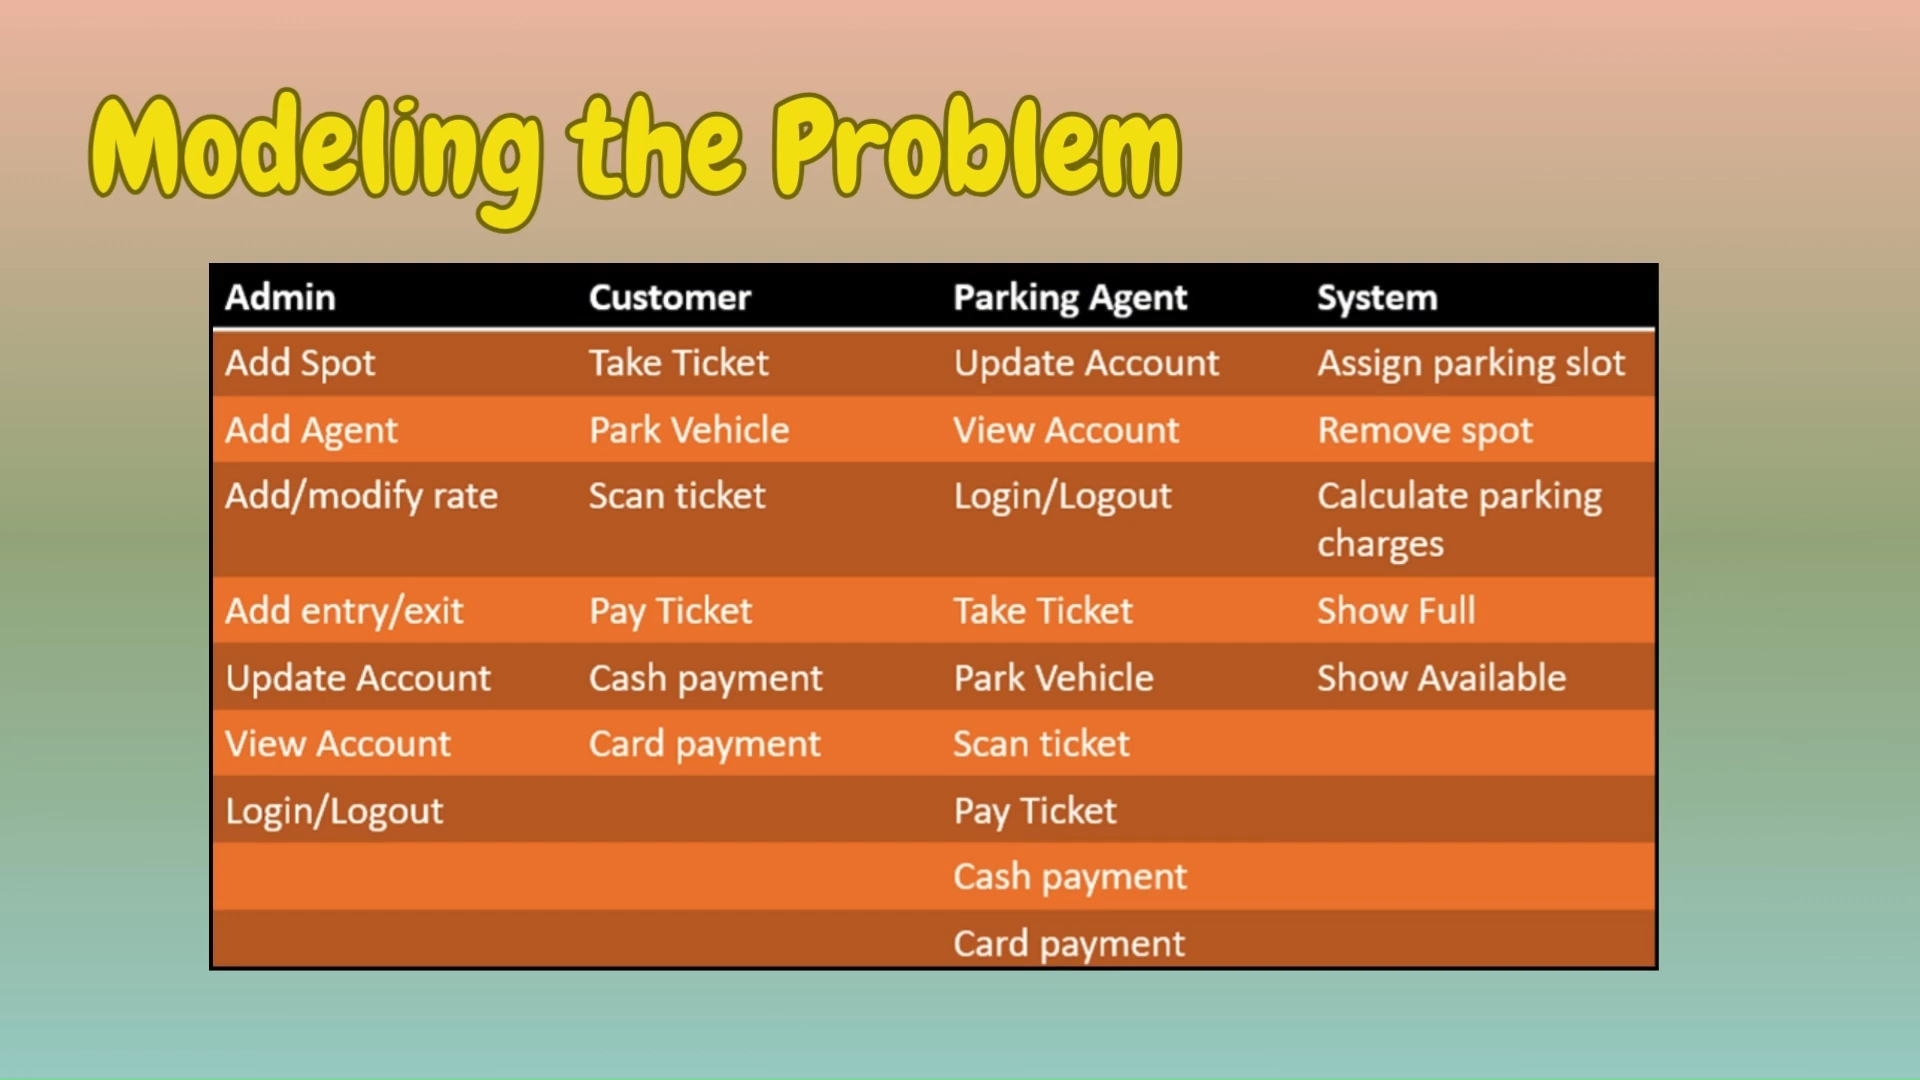 Modeling the Problem
Admin Customer Parking Agent System
Add Spot Take Ticket Update Account Assign parking slot
Add Agent Park Vehicle View Account Remove spot
Add/modify rate Scan ticket Login/Logout Calculate parking
charges
Add entry/exit Pay Ticket Take Ticket Show Full
Update Account Cash payment Park Vehicle Show Available
View Account Card payment Scan ticket
Login/Logout Pay Ticket
Cash payment
Card payment